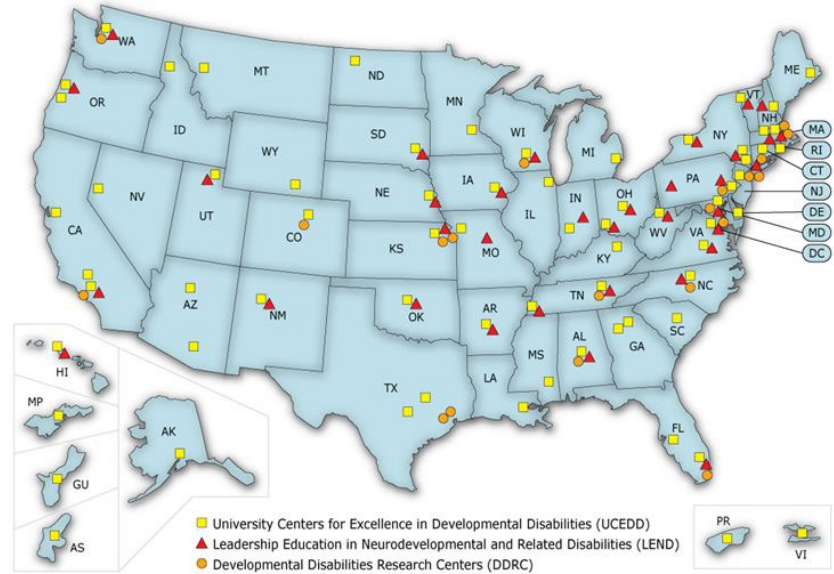 WA
MT
ND
MN
ME
VT
NH
OR
ID
SD
WI
MI
NY
MA
RI
CT
NJ
DE
MD
DC
WY
NE
IA
PA
NV
UT
CO
IL
IN
OH
WV
VA
CA
KS
MO
KY
AZ
NM
OK
AR
TN
NC
SC
MS
AL
GA
TX
LA
FL
HI
MP
AK
GU
AS
PR
VI
University Centers for Excellence in Developmental Disabilities (UCEDD)
Leadership Education in Neurodevelopmental and Related Disabilities (LEND)
Developmental Disabilities Research Centers (DDRC)